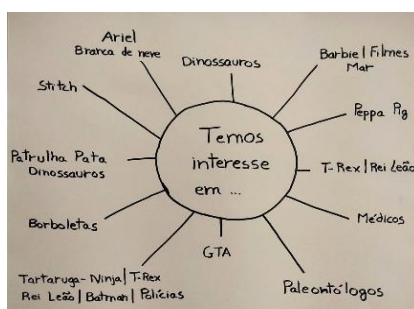 Ariel
Branca de neve
Dinossauros
Barbie | Filmes
Mar
Stitch
Peppa Pig
Temos
interesse
em ...
Patrulha Pata
Dinossauros
T-Rex | Rei Leão
Borboletas
Médicos
GTA
Tartaruga-Ninja | T-Rex
Rei Leão | Batman | Polícias
Paleontólogos